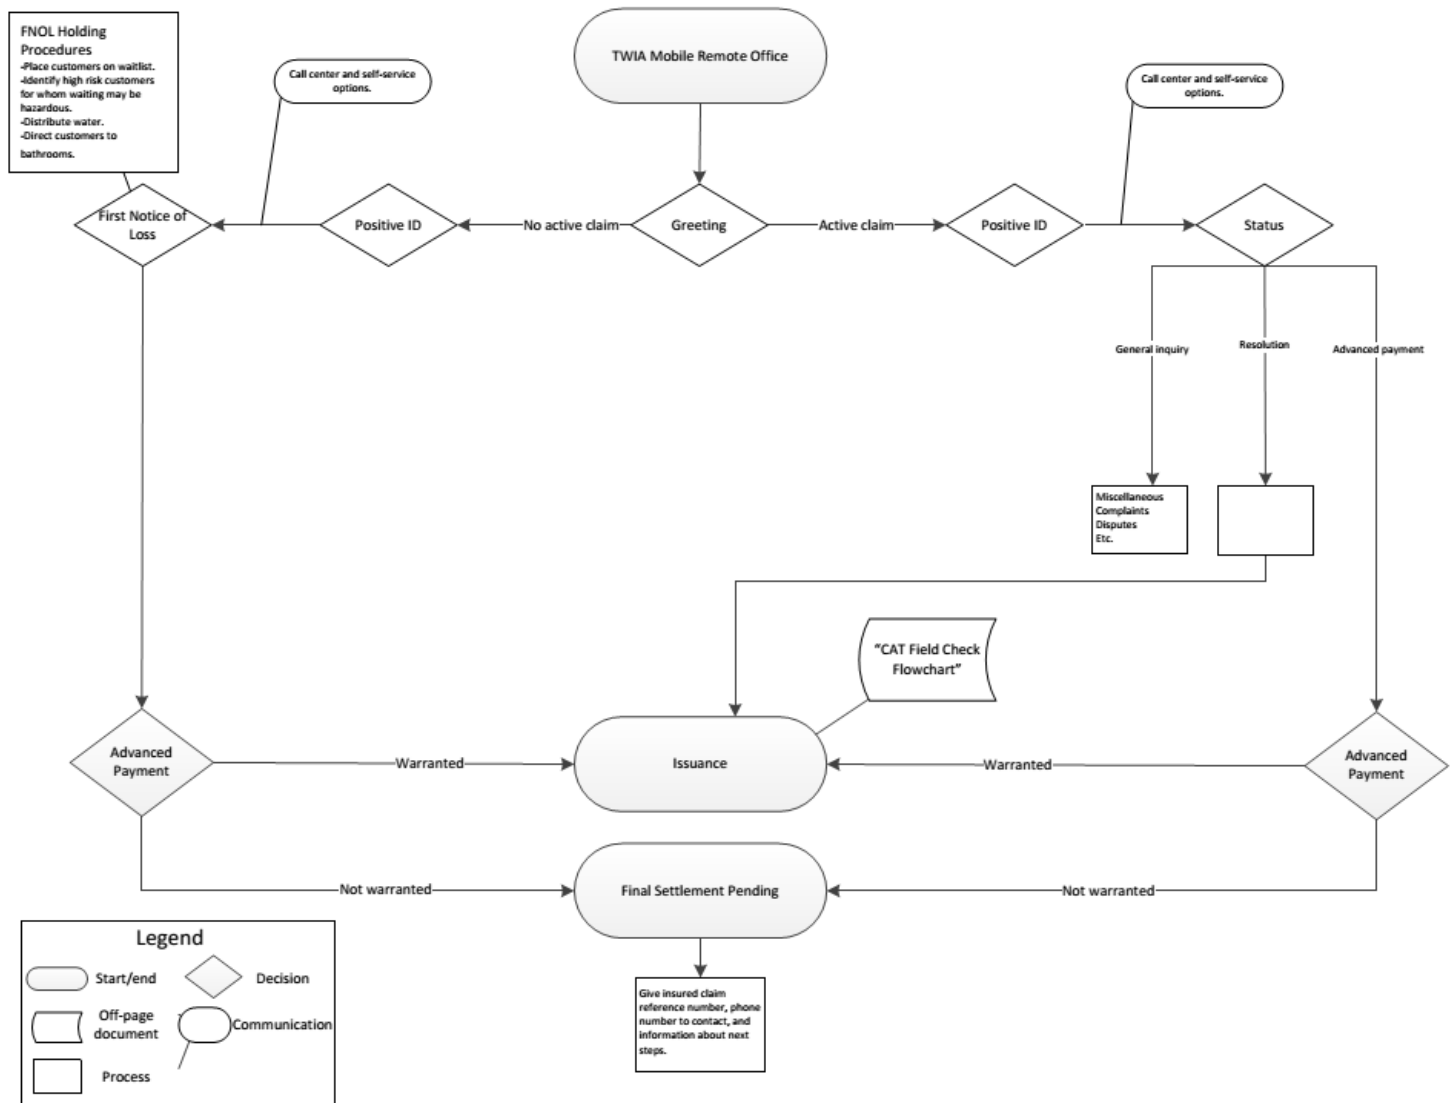 FNOL Holding
Procedures
-Place customers on waitlist.
-Identify high risk customers
for whom waiting may be
hazardous.
-Distribute water.
-Direct customers to
bathrooms.
Call center and self-service
options.
TWIA Mobile Remote Office
Call center and self-service
options.
First Notice of
Loss
Positive ID
No active claim
Greeting
Active claim
Positive ID
Status
General inquiry
Resolution
Advanced payment
Miscellaneous
Complaints
Disputes
Etc.
“CAT Field Check
Flowchart”
Advanced
Payment
Warranted
Issuance
Warranted
Advanced
Payment
Not warranted
Final Settlement Pending
Not warranted
Give insured claim
reference number, phone
number to contact, and
information about next
steps.
Legend
Start/end
Decision
Off-page
document
Communication
Process